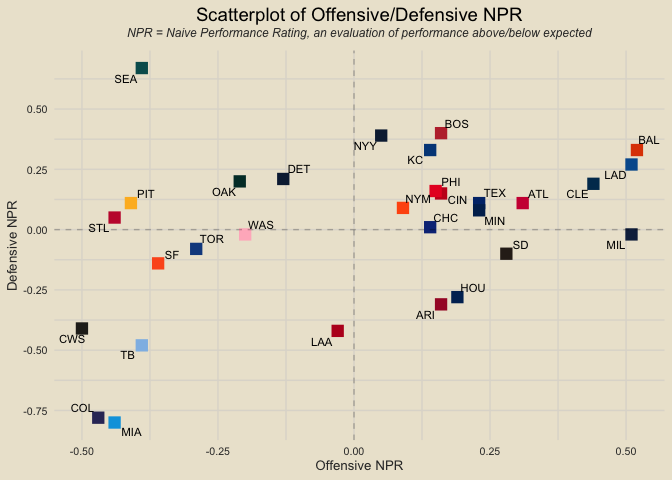 Scatterplot of Offensive/Defensive NPR
NPR = Naive Performance Rating, an evaluation of performance above/below expected
SEA
0.50
BOS
NYY
BAL
KC
0.25
DET
LAD
PHI
OAK
PIT
NYM
CIN
TEX
ATL
CLE
CHC
MIN
STL
WAS
0.00
TOR
SD
MIL
SF
-0.25
HOU
ARI
CWS
LAA
-0.50
TB
COL
-0.75
MIA
-0.50
-0.25
0.00
0.25
0.50
Offensive NPR
Defensive NPR